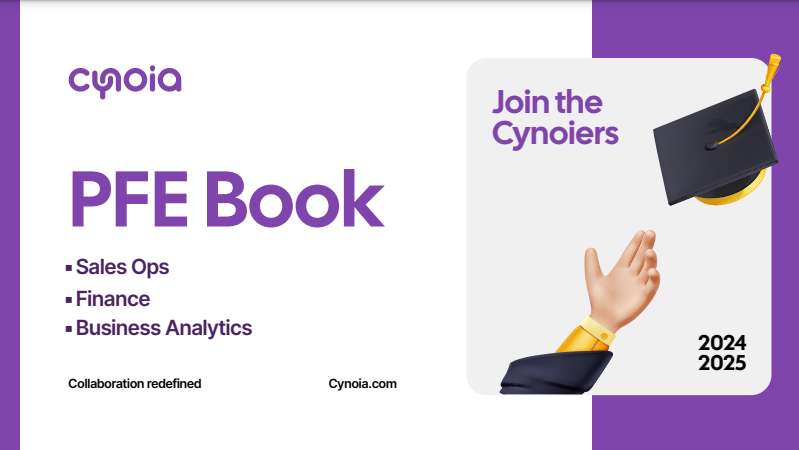 cynoia
PFE Book
▪ Sales Ops
▪ Finance
▪ Business Analytics
Collaboration redefined
Cynoia.com
Join the
Cynoiers
2024
2025